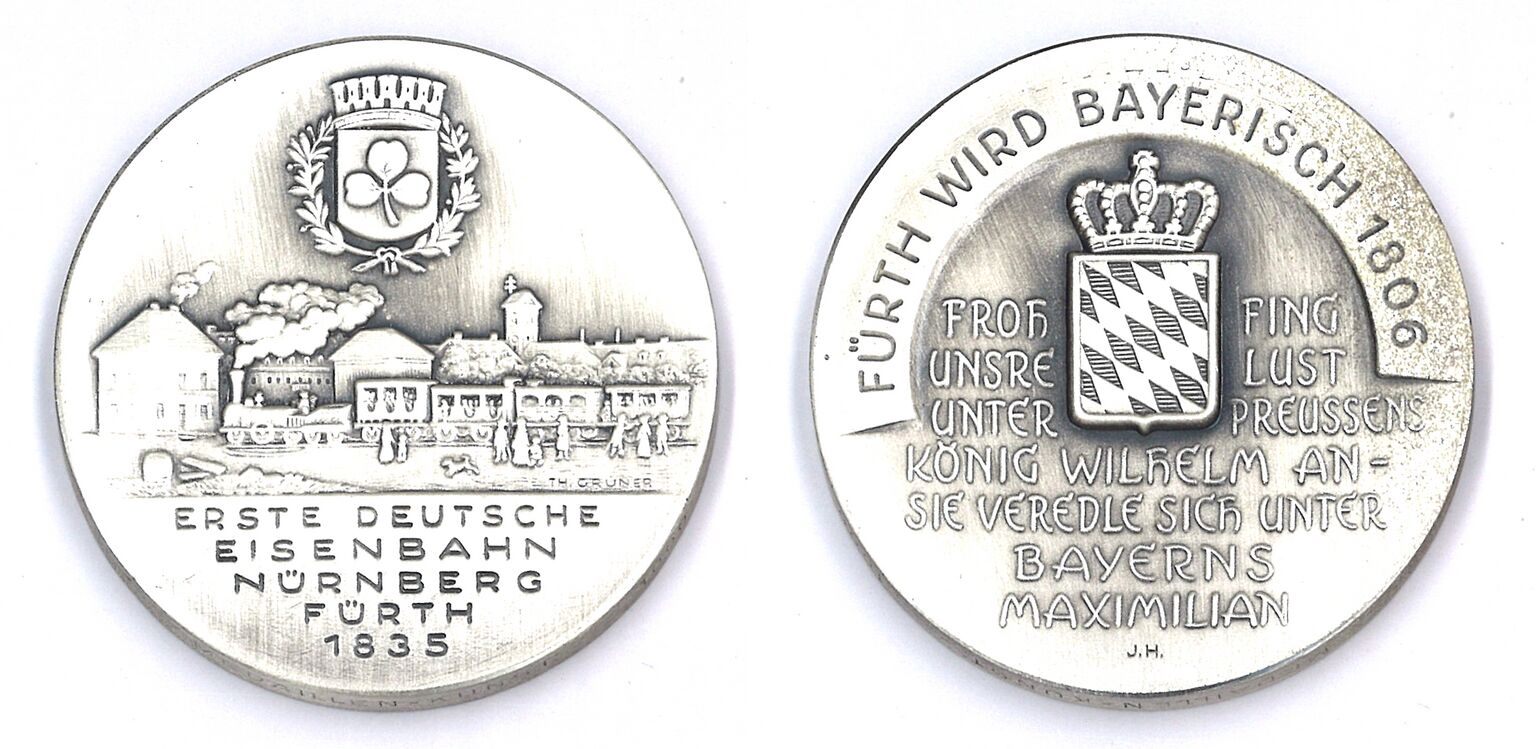 TH. GRÜNER
ERSTE DEUTSCHE
EISENBAHN
NÜRNBERG
FÜRTH
1835
FÜRTH WIRD BAYERISCH 1806
FROH FING
UNSRE LUST
UNTER PREUSSENS
KÖNIG WILHELM AN-
SIE VEREDLE SICH UNTER
BAYERNS
MAXIMILIAN
J.H.